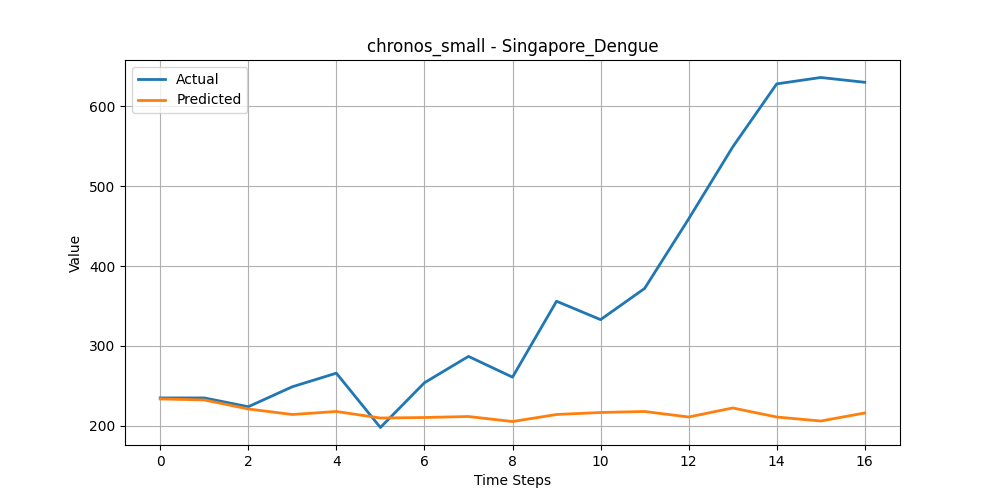 chronos_small - Singapore_Dengue
Actual
Predicted
600
500
400
300
200
Value
0 2 4 6 8 10 12 14 16
Time Steps